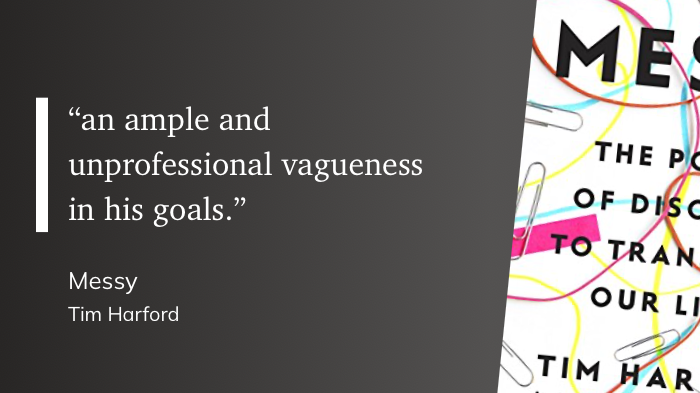 “an ample and
unprofessional vagueness
in his goals.”
Messy
Tim Harford
MES
THE PO
OF DISO
TO TRAN
OUR LI
TIM HAR